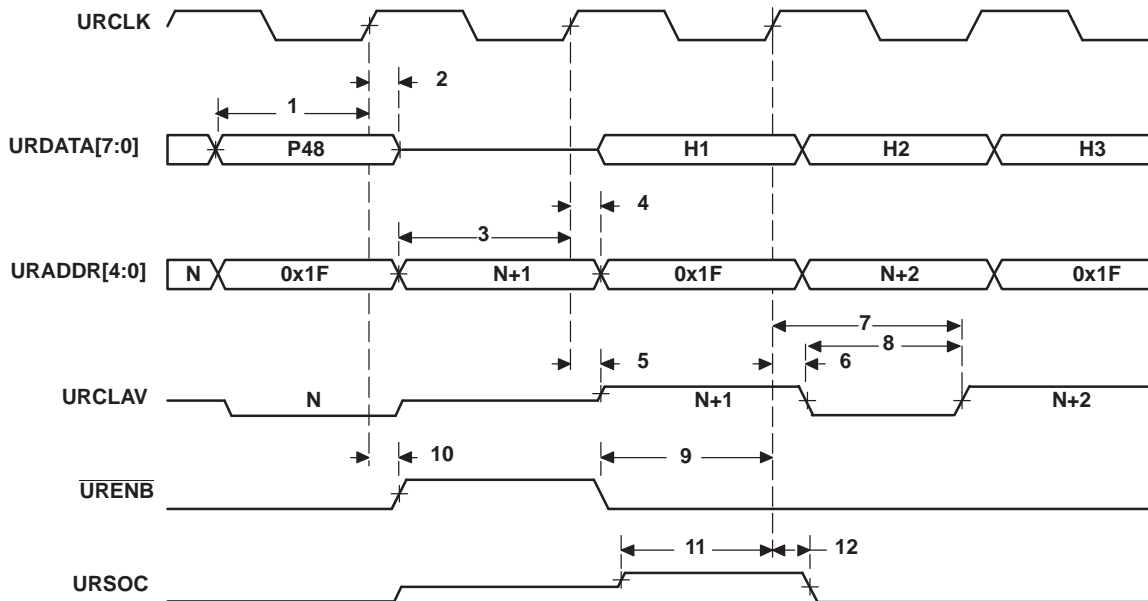 URCLK
2
1
URDATA[7:0] P48 H1 H2 H3
4
3
URADDR[4:0] N 0x1F N+1 0x1F N+2 0x1F
7
8
5 6
URCLAV N N+1 N+2
10 9
URENB
11 12
URSOC